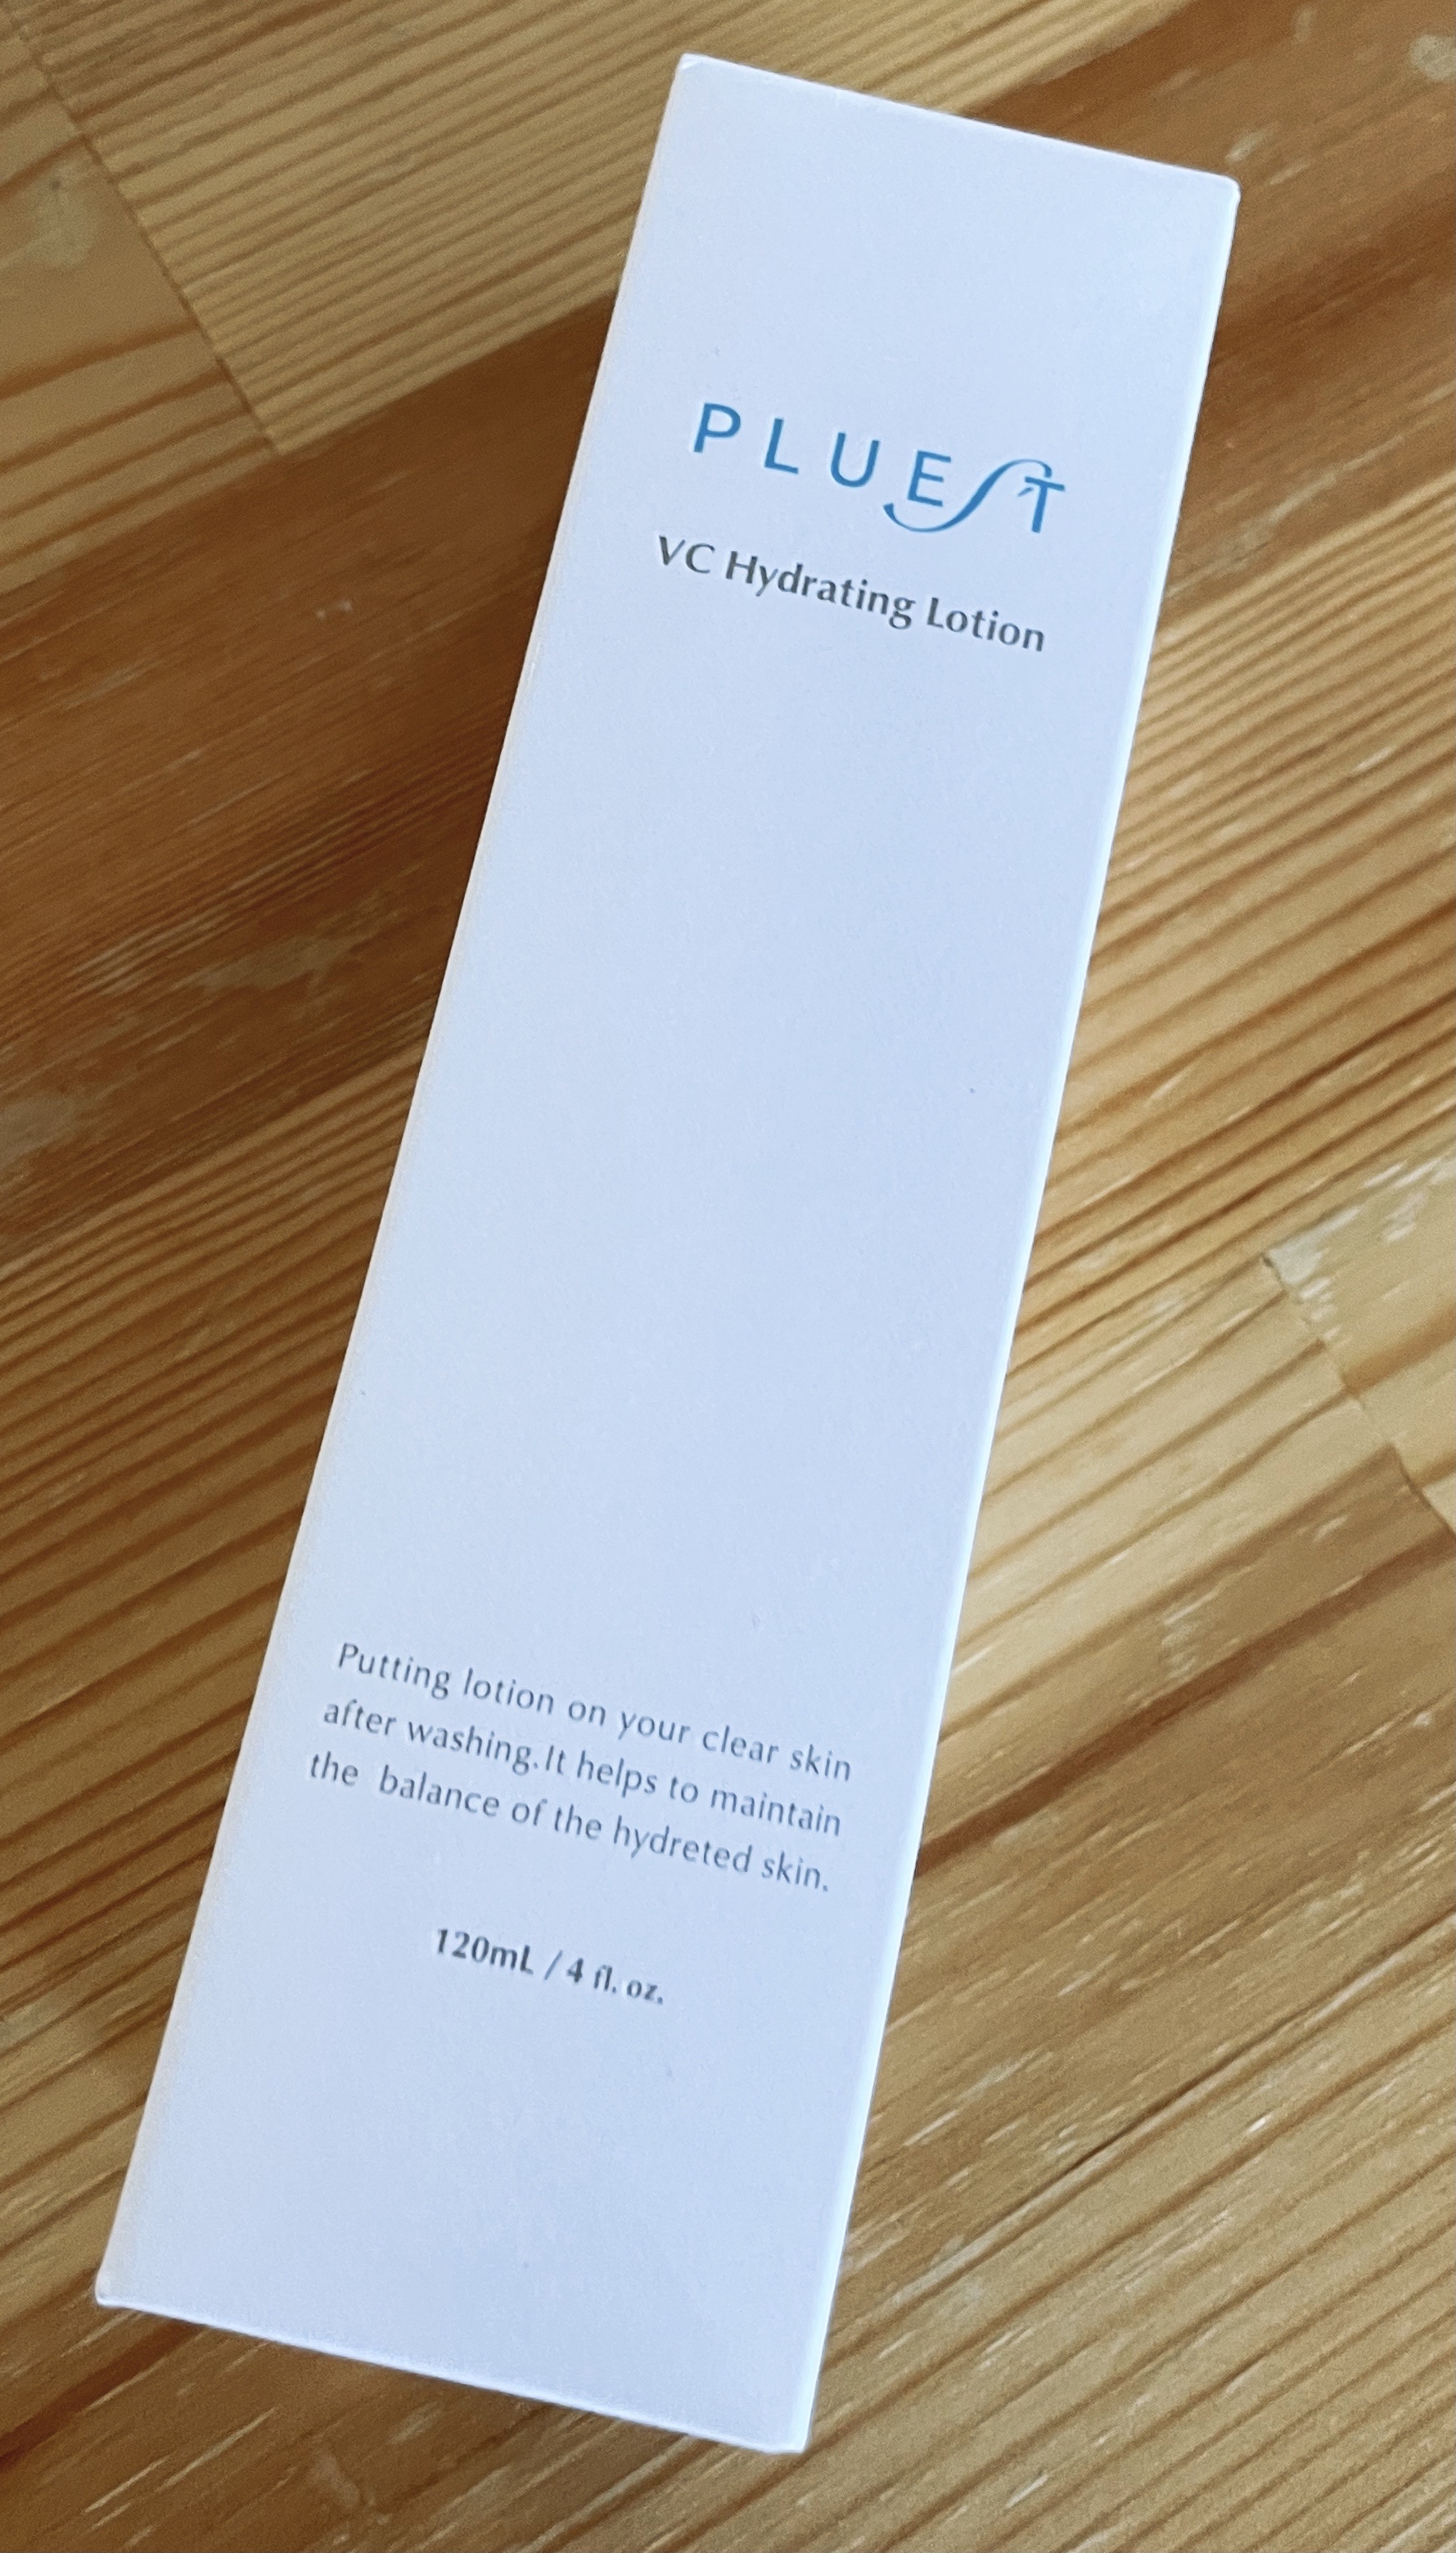 PLUEST
VC Hydrating Lotion
Putting lotion on your clear skin
after washing.It helps to maintain
the balance of the hydreted skin.
120mL / 4 fl. oz.